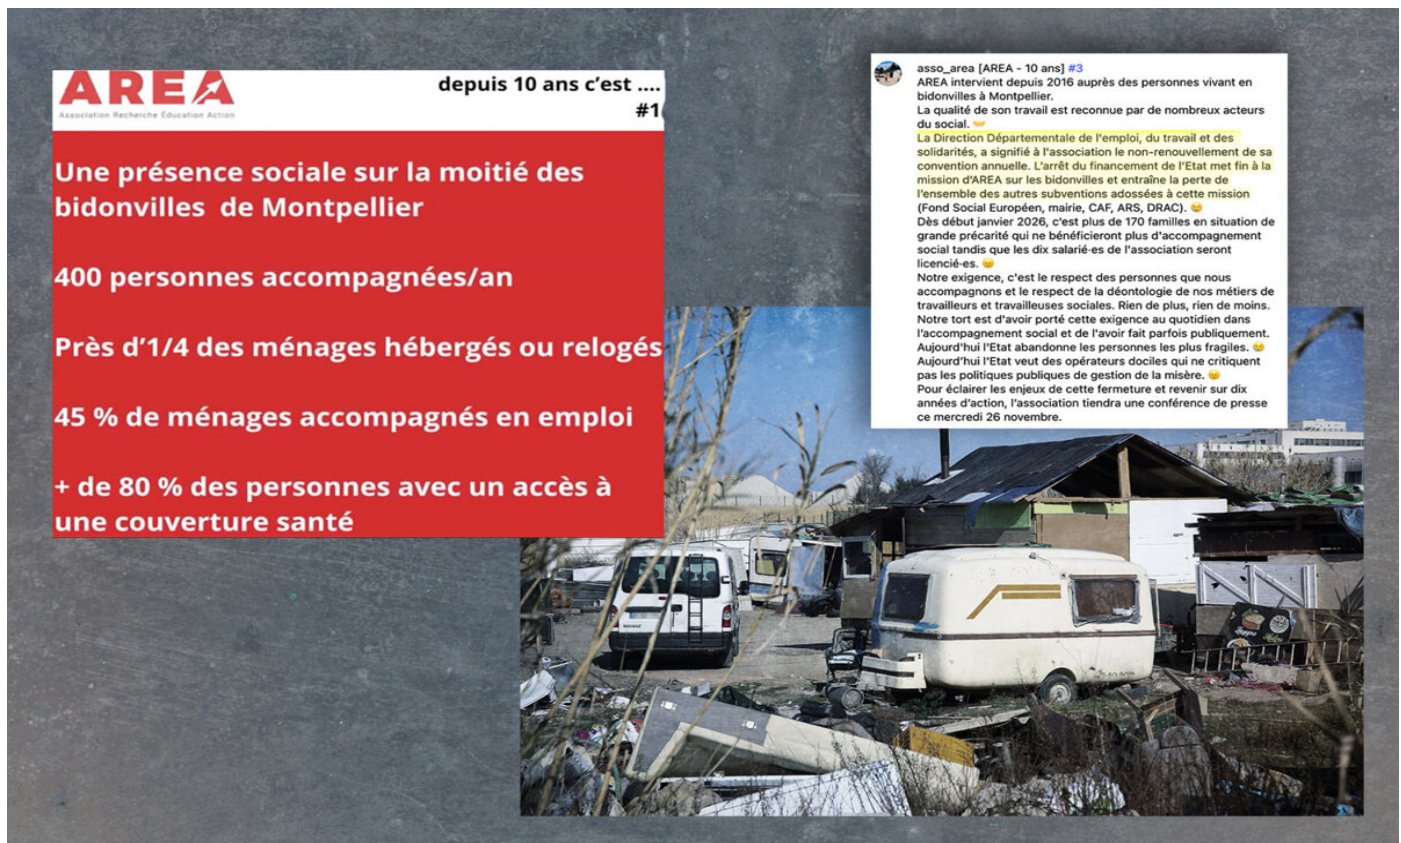 AREA
Association Recherche Éducation Action
depuis 10 ans c’est ....
#1
Une présence sociale sur la moitié des
bidonvilles de Montpellier
400 personnes accompagnées/an
Près d’1/4 des ménages hébergés ou relogés
45 % de ménages accompagnés en emploi
+ de 80 % des personnes avec un accès à
une couverture santé
asso_area [AREA - 10 ans] #3
AREA intervient depuis 2016 auprès des personnes vivant en
bidonvilles à Montpellier.
La qualité de son travail est reconnue par de nombreux acteurs
du social.
La Direction Départementale de l'emploi, du travail et des
solidarités, a signifié à l'association le non-renouvellement de sa
convention annuelle. L'arrêt du financement de l'Etat met fin à la
mission d'AREA sur les bidonvilles et entraîne la perte de
l'ensemble des autres subventions adossées à cette mission
(Fond Social Européen, mairie, CAF, ARS, DRAC). 😢
Dès début janvier 2026, c'est plus de 170 familles en situation de
grande précarité qui ne bénéficieront plus d'accompagnement
social tandis que les dix salarié·es de l'association seront
licencié·es. 😠
Notre exigence, c'est le respect des personnes que nous
accompagnons et le respect de la déontologie de nos métiers de
travailleurs et travailleuses sociales. Rien de plus, rien de moins.
Notre tort est d'avoir porté cette exigence au quotidien dans
l'accompagnement social et de l'avoir fait parfois publiquement.
Aujourd'hui l'Etat abandonne les personnes les plus fragiles. 😢
Aujourd'hui l'Etat veut des opérateurs dociles qui ne critiquent
pas les politiques publiques de gestion de la misère. 😠
Pour éclairer les enjeux de cette fermeture et revenir sur dix
années d'action, l'association tiendra une conférence de presse
ce mercredi 26 novembre.